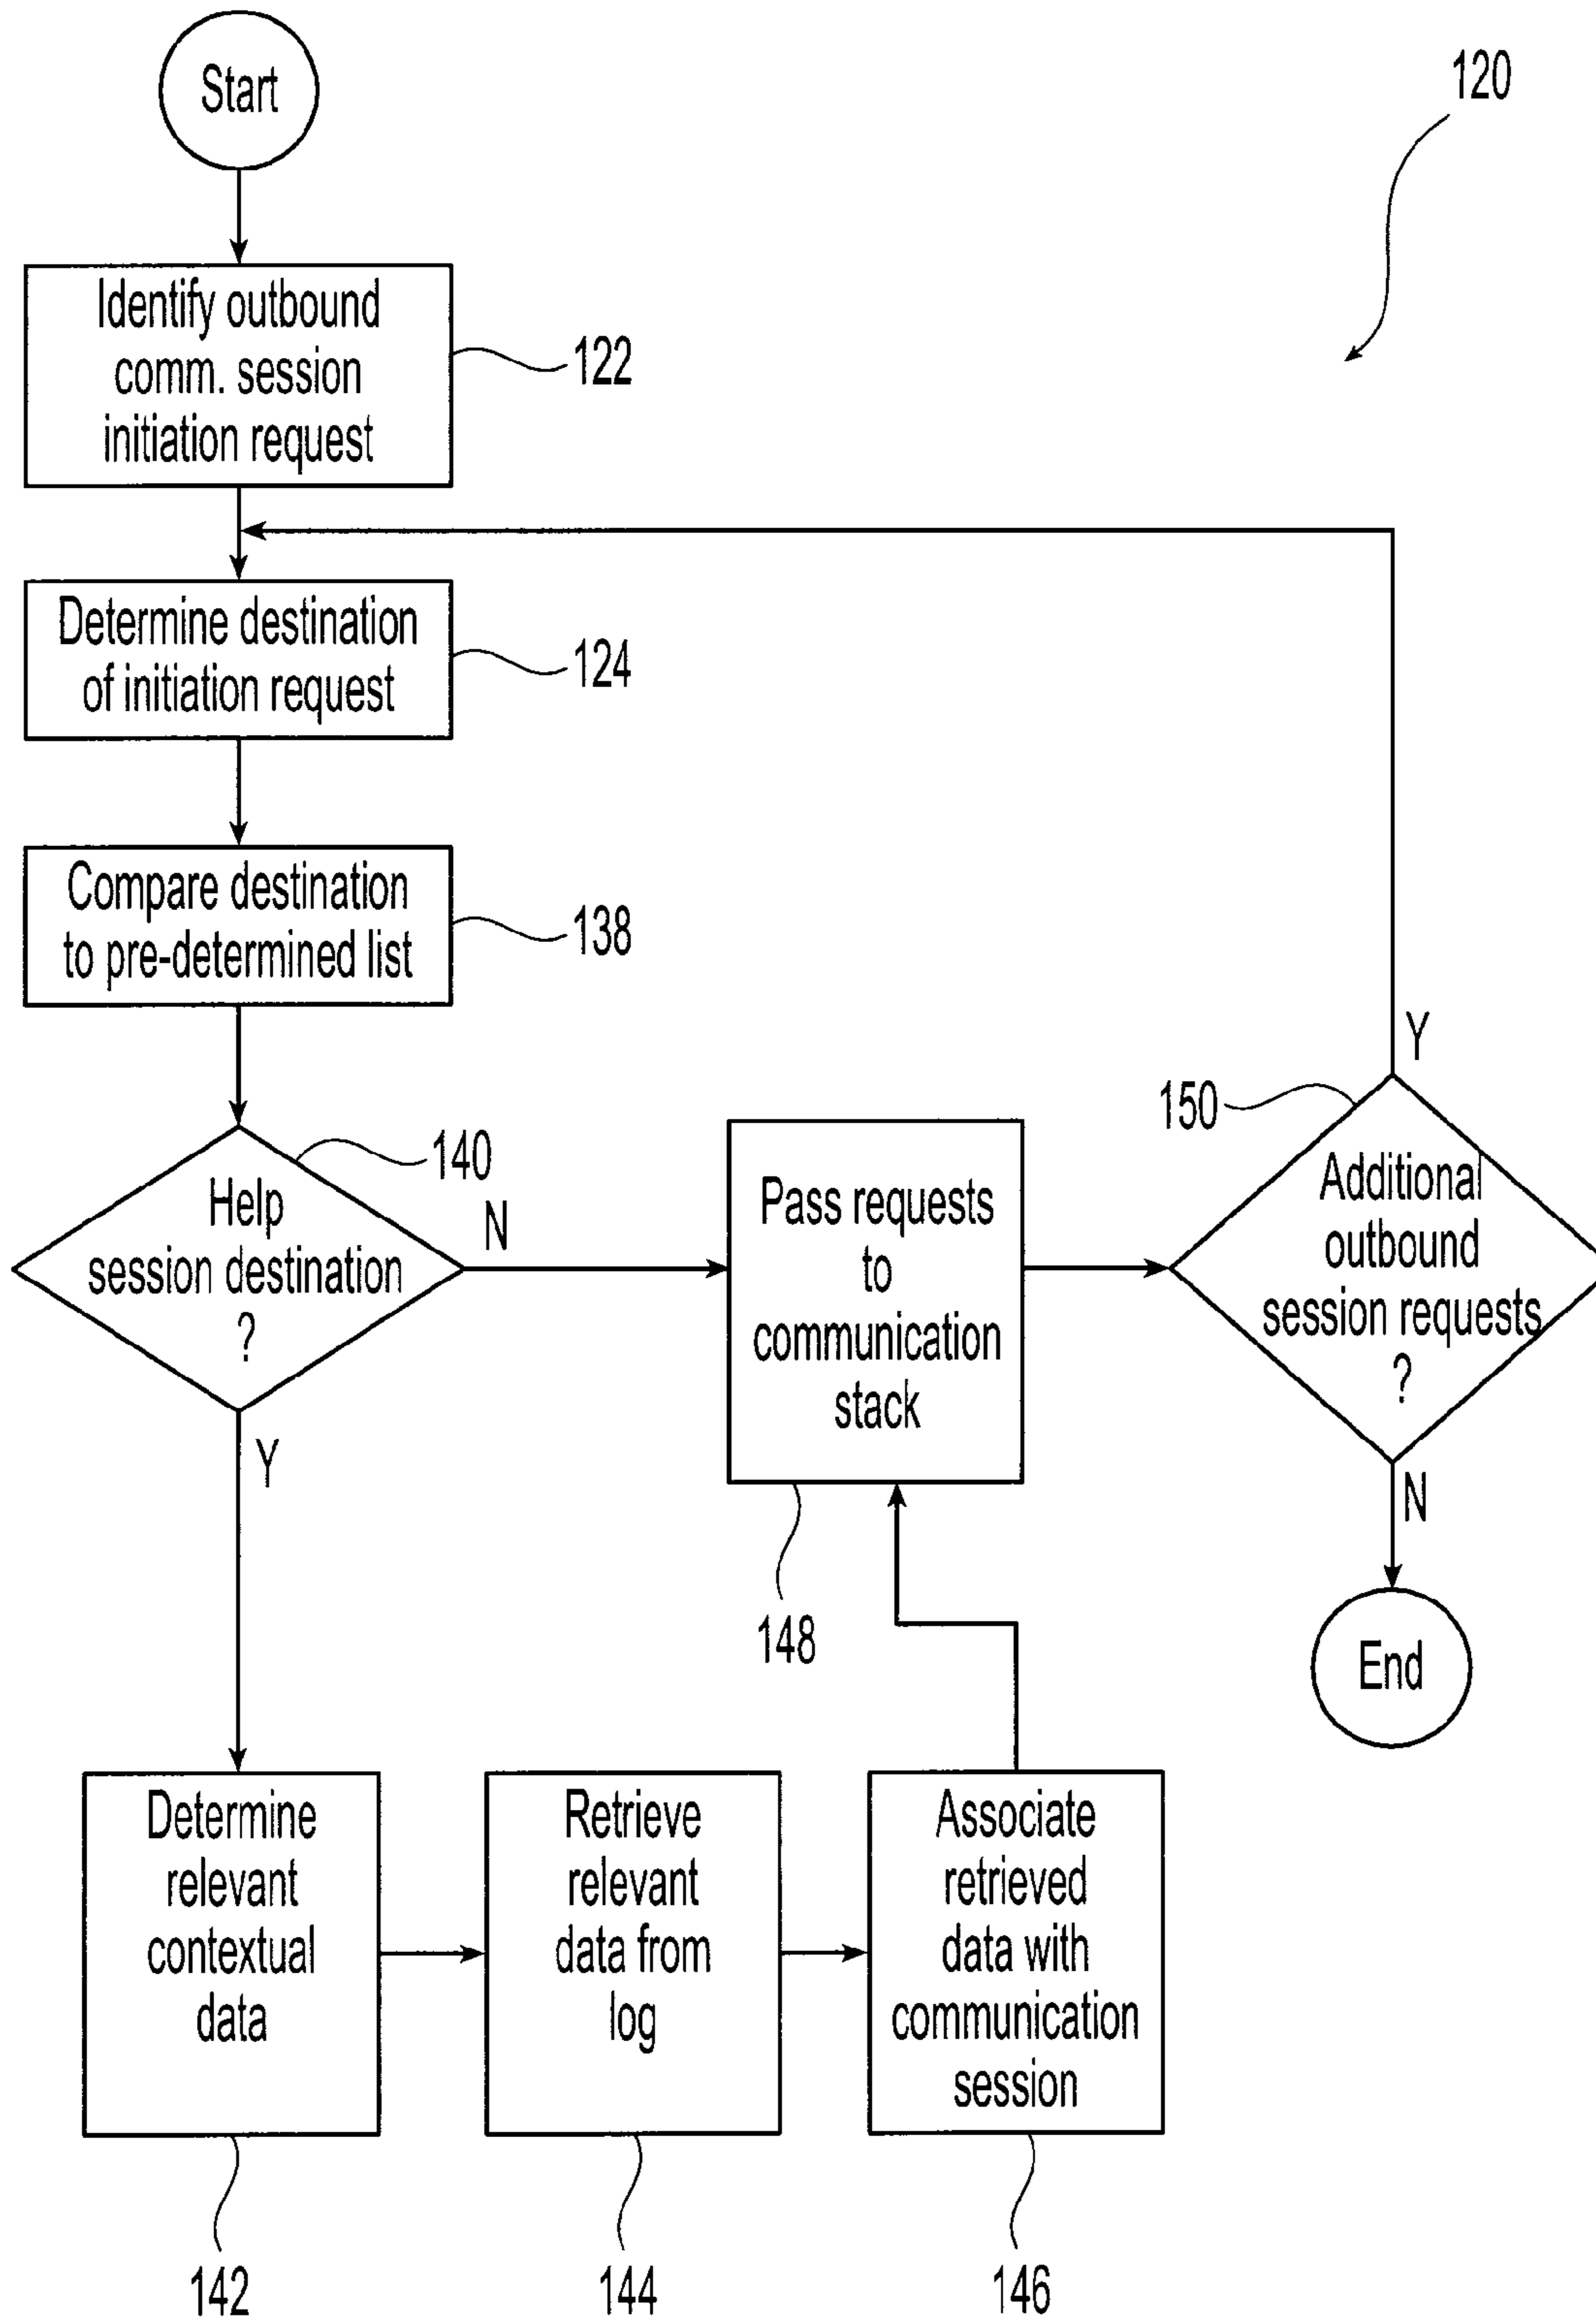 Start
120
Identify outbound
comm. session
initiation request
122
Determine destination
of initiation request
124
Compare destination
to pre-determined list
138
140
Help
session destination
?
N
Y
Pass requests
to
communication
stack
148
150
Y
Additional
outbound
session requests
?
N
End
Determine
relevant
contextual
data
142
Retrieve
relevant
data from
log
144
Associate
retrieved
data with
communication
session
146